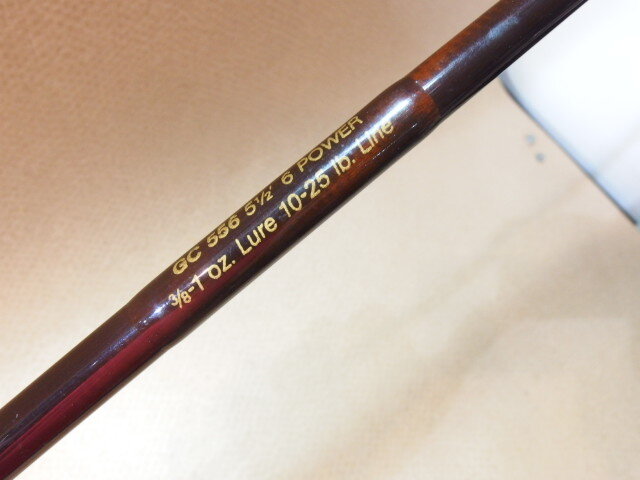 GC 556 5½' 6 POWER
⅜-1 oz. Lure 10-25 lb. Line